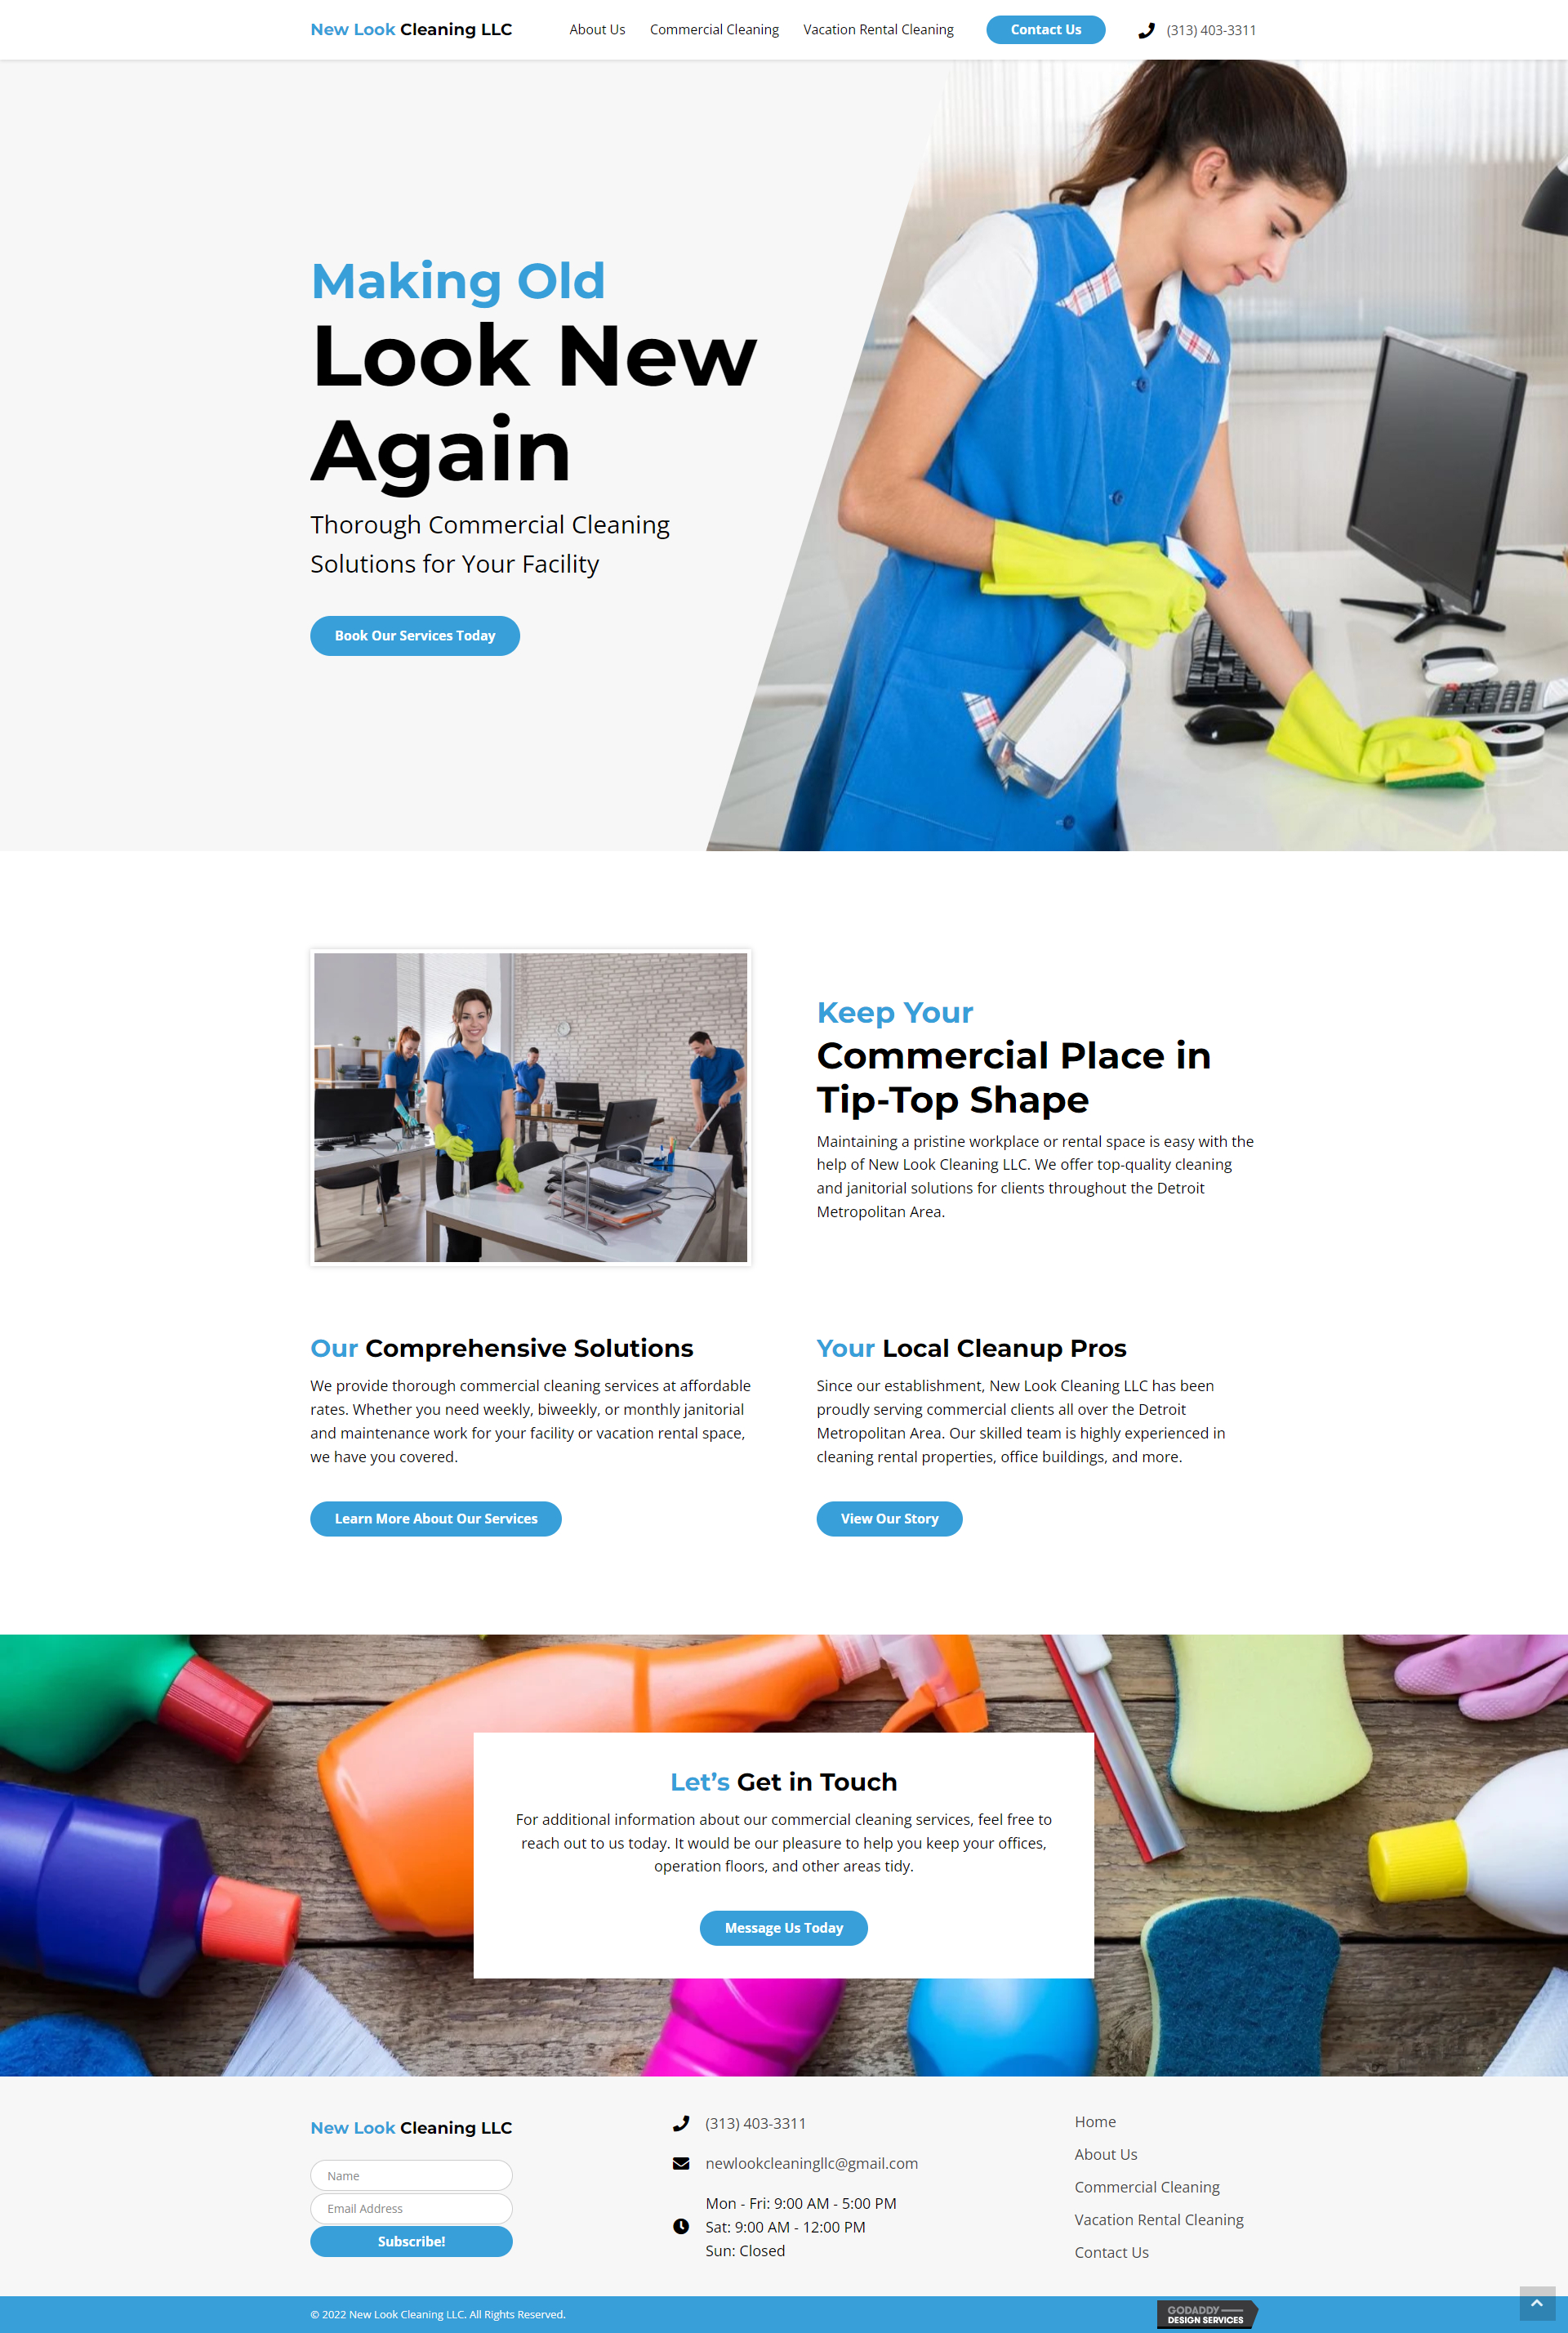 New Look Cleaning LLC
About Us
Commercial Cleaning
Vacation Rental Cleaning
Contact Us
(313) 403-3311
Making Old
Look New
Again
Thorough Commercial Cleaning
Solutions for Your Facility
Book Our Services Today
Keep Your
Commercial Place in
Tip-Top Shape
Maintaining a pristine workplace or rental space is easy with the
help of New Look Cleaning LLC. We offer top-quality cleaning
and janitorial solutions for clients throughout the Detroit
Metropolitan Area.
Our Comprehensive Solutions
We provide thorough commercial cleaning services at affordable
rates. Whether you need weekly, biweekly, or monthly janitorial
and maintenance work for your facility or vacation rental space,
we have you covered.
Learn More About Our Services
Your Local Cleanup Pros
Since our establishment, New Look Cleaning LLC has been
proudly serving commercial clients all over the Detroit
Metropolitan Area. Our skilled team is highly experienced in
cleaning rental properties, office buildings, and more.
View Our Story
Let's Get in Touch
For additional information about our commercial cleaning services, feel free to
reach out to us today. It would be our pleasure to help you keep your offices,
operation floors, and other areas tidy.
Message Us Today
New Look Cleaning LLC
Name
Email Address
Subscribe!
(313) 403-3311
newlookcleaningllc@gmail.com
Mon - Fri: 9:00 AM - 5:00 PM
Sat: 9:00 AM - 12:00 PM
Sun: Closed
Home
About Us
Commercial Cleaning
Vacation Rental Cleaning
Contact Us
© 2022 New Look Cleaning LLC. All Rights Reserved.
GODADDY
DESIGN SERVICES